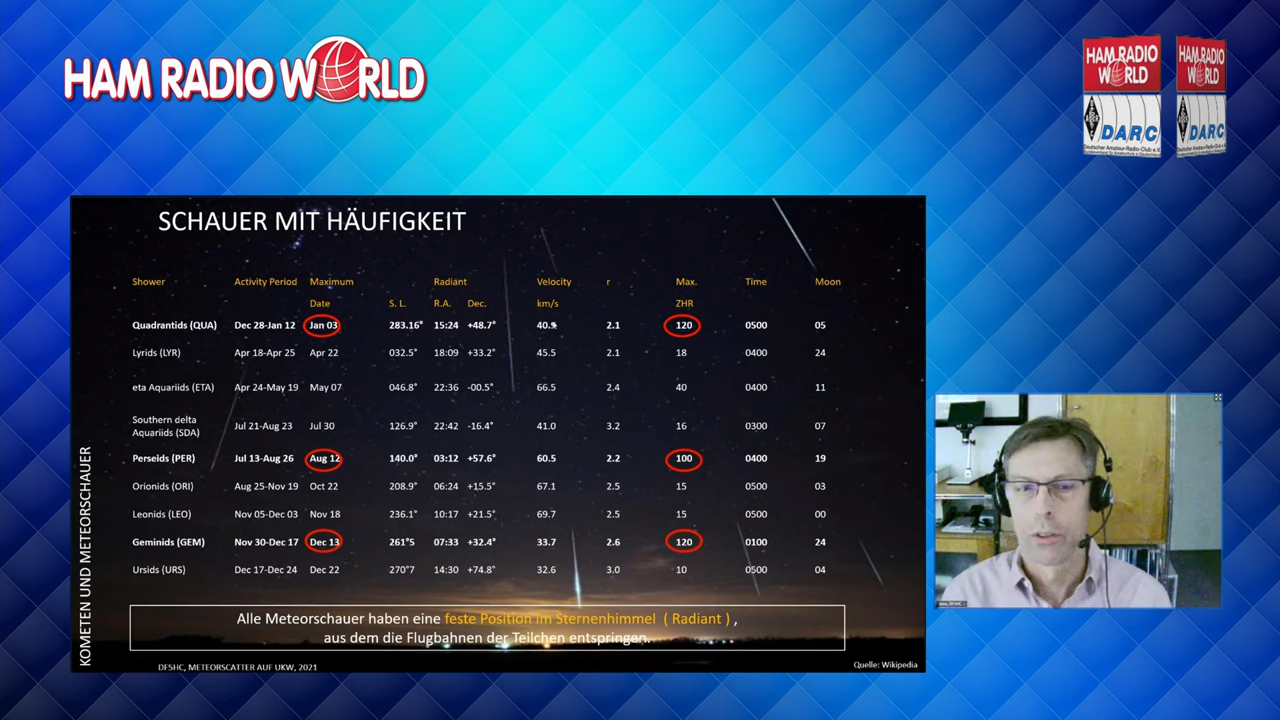 HAM RADIO WORLD
HAM RADIO
WORLD
DARC
Deutscher Amateur-Radio-Club e.V.
HAM RADIO
WORLD
DARC
SCHAUER MIT HÄUFIGKEIT
Shower Activity Period Maximum Radiant Velocity r Max. Time Moon
Date S. L. R.A. Dec. km/s ZHR
Quadrantids (QUA) Dec 28-Jan 12 Jan 03 283.16° 15:24 +48.7° 40.9 2.1 120 0500 05
Lyrids (LYR) Apr 18-Apr 25 Apr 22 032.5° 18:09 +33.2° 45.5 2.1 18 0400 24
eta Aquariids (ETA) Apr 24-May 19 May 07 046.8° 22:36 -00.5° 66.5 2.4 40 0400 11
Southern delta
Aquariids (SDA) Jul 21-Aug 23 Jul 30 126.9° 22:42 -16.4° 41.0 3.2 16 0300 07
Perseids (PER) Jul 13-Aug 26 Aug 12 140.0° 03:12 +57.6° 60.5 2.2 100 0400 19
Orionids (ORI) Aug 25-Nov 19 Oct 22 208.9° 06:24 +15.5° 67.1 2.5 15 0500 03
Leonids (LEO) Nov 05-Dec 03 Nov 18 236.1° 10:17 +21.5° 69.7 2.5 15 0500 00
Geminids (GEM) Nov 30-Dec 17 Dec 13 261°5 07:33 +32.4° 33.7 2.6 120 0100 24
Ursids (URS) Dec 17-Dec 24 Dec 22 270°7 14:30 +74.8° 32.6 3.0 10 0500 04
Alle Meteorschauer haben eine feste Position im Sternenhimmel ( Radiant ) ,
aus dem die Flugbahnen der Teilchen entspringen.
KOMETEN UND METEORSCHAUER
DF5HC, METEORSCATTER AUF UKW, 2021
Quelle: Wikipedia